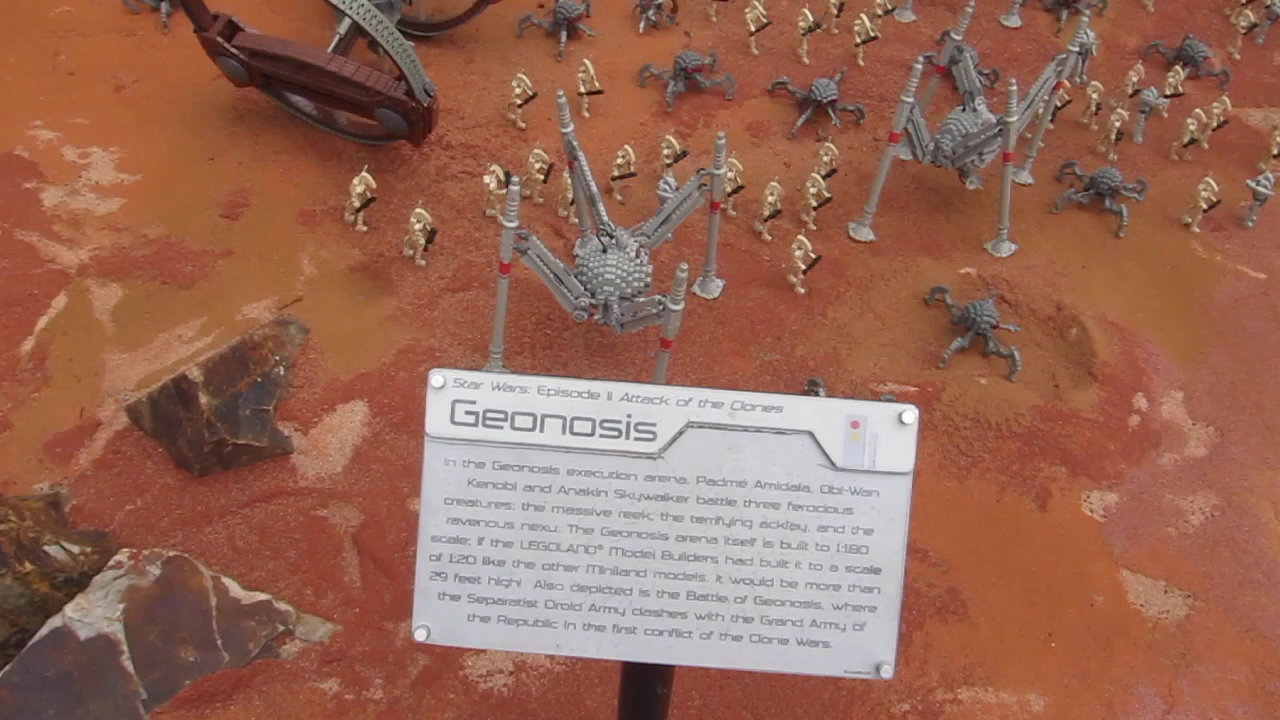 Star Wars: Episode II Attack of the Clones
Geonosis
In the Geonosis execution arena, Padmé Amidala, Obi-Wan
Kenobi and Anakin Skywalker battle three ferocious
creatures: the massive reek, the terrifying acklay, and the
ravenous nexu. The Geonosis arena itself is built to 1:180
scale; if the LEGOLAND® Model Builders had built it to a scale
of 1:20 like the other Miniland models, it would be more than
29 feet high! Also depicted is the Battle of Geonosis, where
the Separatist Droid Army clashes with the Grand Army of
the Republic in the first conflict of the Clone Wars.